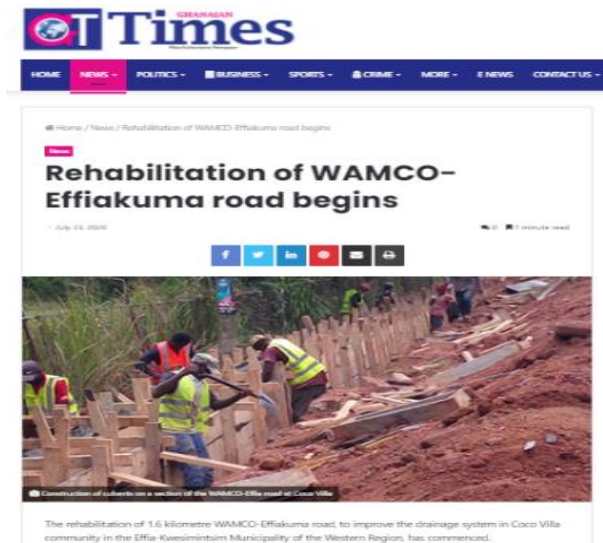 GHANAIAN
GT Times
HOME NEWS POLITICS BUSINESS SPORTS CRIME MORE E NEWS CONTACT US
Home / News / Rehabilitation of WAMCO-Effiakuma road begins
News
Rehabilitation of WAMCO-
Effiakuma road begins
July 23, 2020 0 1 minute read
f in
Construction of culverts on a section of the WAMCO-Effia road at Coco Villa
The rehabilitation of 1.6 kilometre WAMCO-Effiakuma road, to improve the drainage system in Coco Villa
community in the Effia-Kwesimintsim Municipality of the Western Region, has commenced.